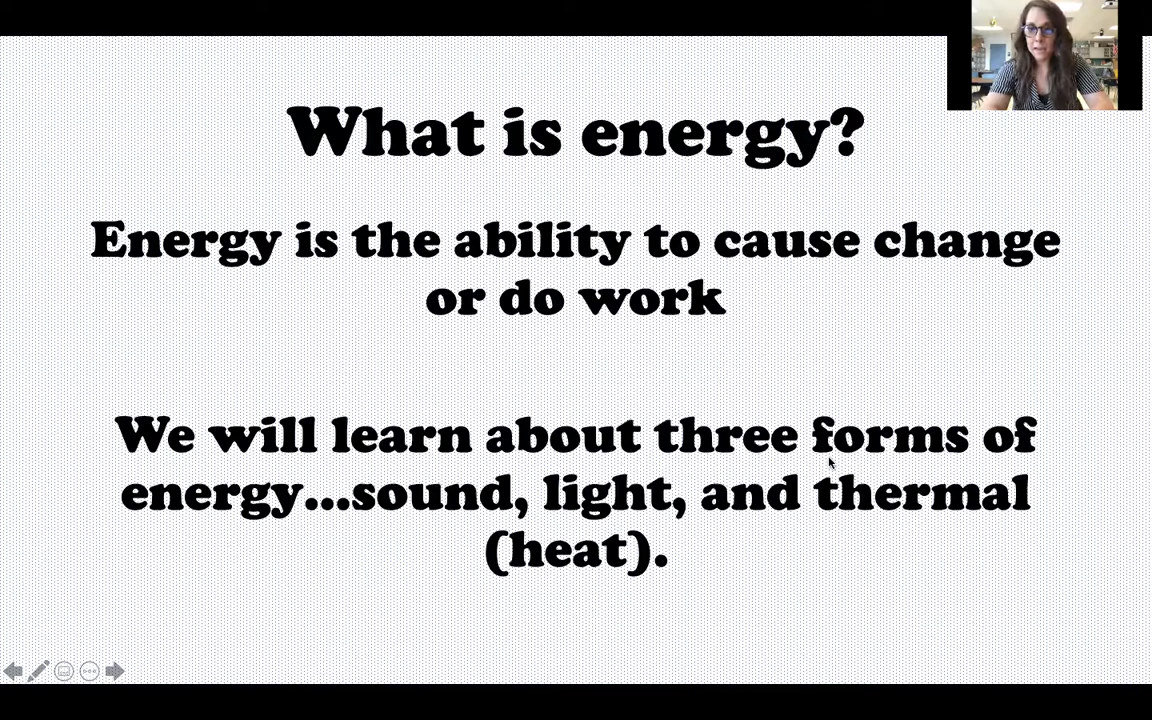 What is energy?
Energy is the ability to cause change
or do work
We will learn about three forms of
energy...sound, light, and thermal
(heat).